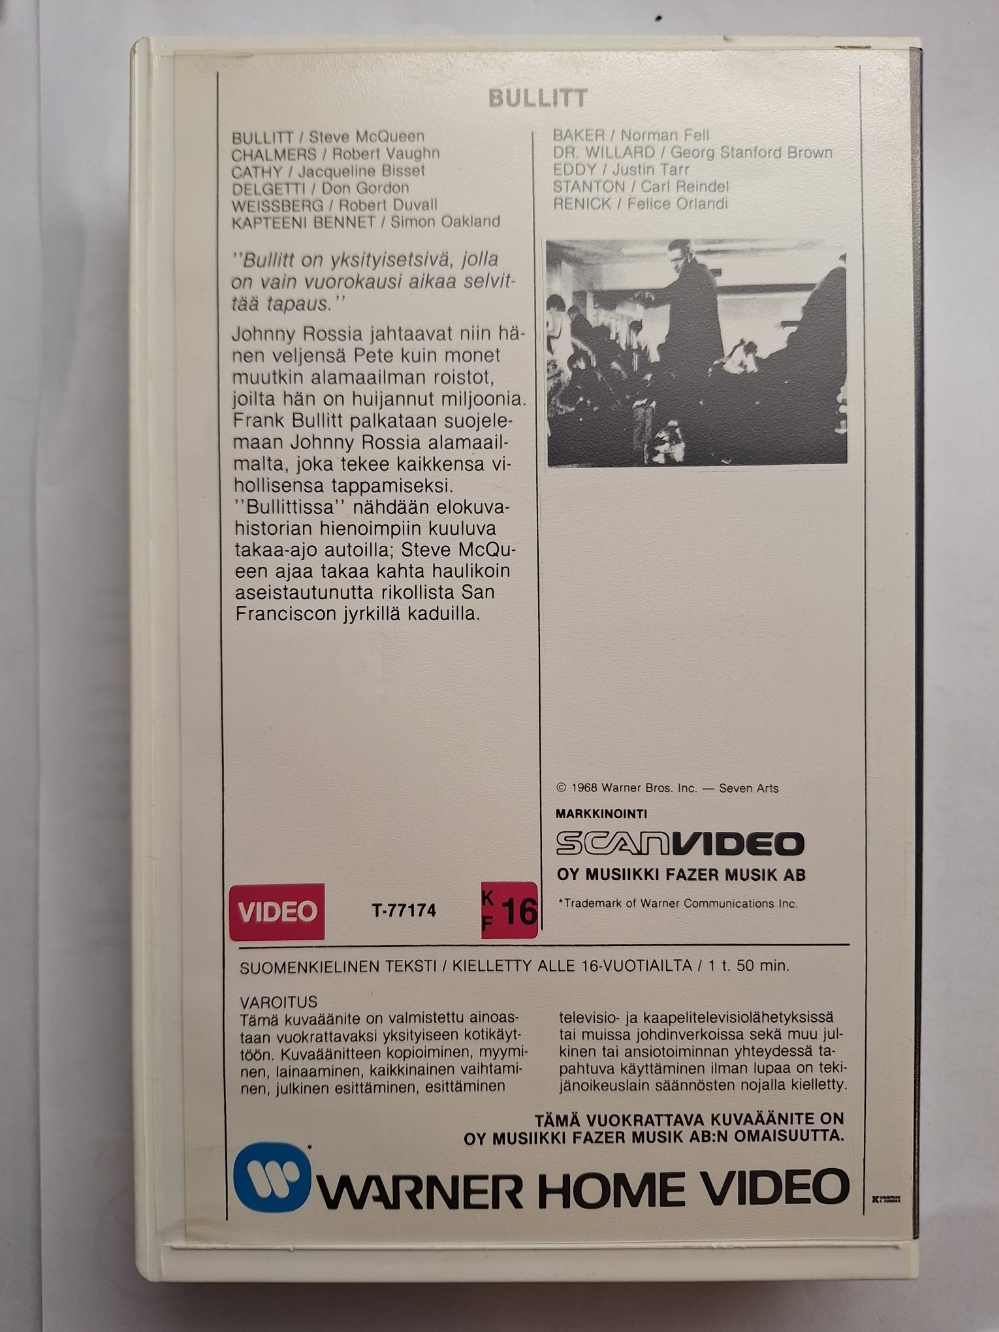 BULLITT
BULLITT / Steve McQueen
CHALMERS / Robert Vaughn
CATHY / Jacqueline Bisset
DELGETTI / Don Gordon
WEISSBERG / Robert Duvall
KAPTEENI BENNET / Simon Oakland
BAKER / Norman Fell
DR. WILLARD / Georg Stanford Brown
EDDY / Justin Tarr
STANTON / Carl Reindel
RENICK / Felice Orlandi
"Bullitt on yksityisetsivä, jolla
on vain vuorokausi aikaa selvit-
tää tapaus."
Johnny Rossia jahtaavat niin hä-
nen veljensä Pete kuin monet
muutkin alamaailman roistot,
joilta hän on huijannut miljoonia.
Frank Bullitt palkataan suojele-
maan Johnny Rossia alamaail-
malta, joka tekee kaikkensa vi-
hollisensa tappamiseksi.
"Bullittissa" nähdään elokuva-
historian hienoimpiin kuuluva
takaa-ajo autoilla; Steve McQu-
een ajaa takaa kahta haulikoin
aseistautunutta rikollista San
Franciscon jyrkillä kaduilla.
© 1968 Warner Bros. Inc. — Seven Arts
MARKKINOINTI
SCANVIDEO
OY MUSIIKKI FAZER MUSIK AB
*Trademark of Warner Communications Inc.
VIDEO
T-77174
K F 16
SUOMENKIELINEN TEKSTI / KIELLETTY ALLE 16-VUOTIAILTA / 1 t. 50 min.
VAROITUS
Tämä kuvaäänite on valmistettu ainoas-
taan vuokrattavaksi yksityiseen kotikäyt-
töön. Kuvaäänitteen kopioiminen, myymi-
nen, lainaaminen, kaikkinainen vaihtami-
nen, julkinen esittäminen, esittäminen
televisio- ja kaapelitelevisiolähetyksissä
tai muissa johdinverkoissa sekä muu jul-
kinen tai ansiotoiminnan yhteydessä ta-
pahtuva käyttäminen ilman lupaa on teki-
jänoikeuslain säännösten nojalla kielletty.
TÄMÄ VUOKRATTAVA KUVAÄÄNITE ON
OY MUSIIKKI FAZER MUSIK AB:N OMAISUUTTA.
WARNER HOME VIDEO